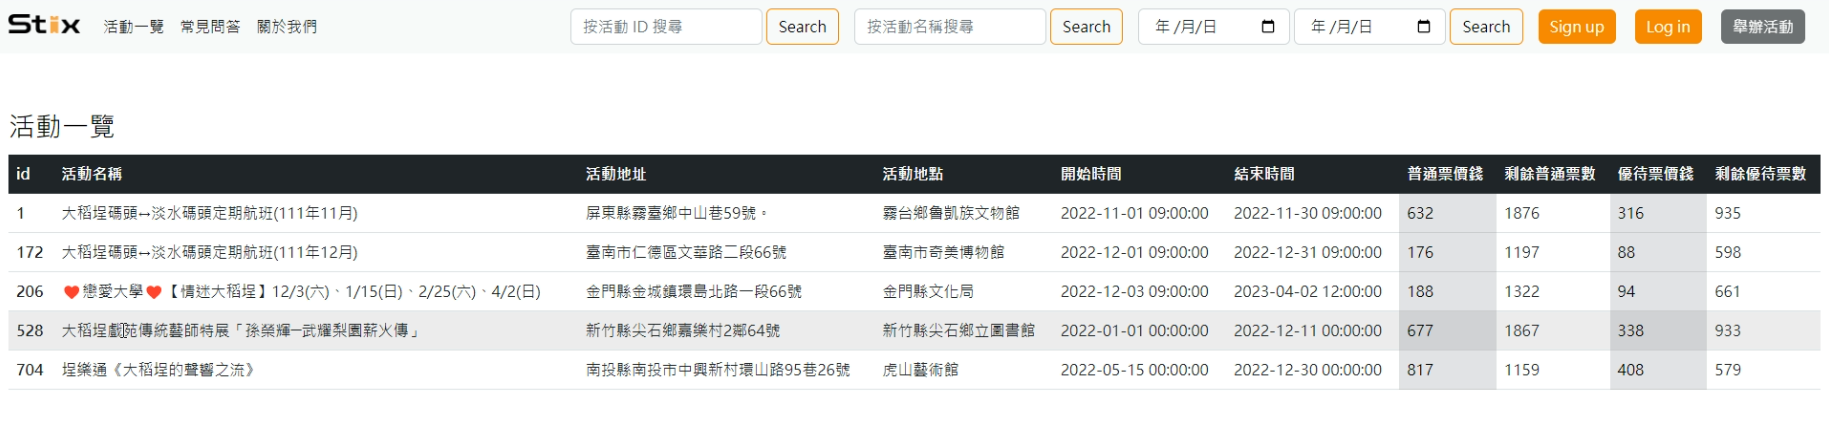 Stix 活動一覽 常見問答 關於我們 按活動 ID 搜尋 Search 按活動名稱搜尋 Search 年 /月/日 年 /月/日 Search Sign up Log in 舉辦活動
活動一覽
id 活動名稱 活動地址 活動地點 開始時間 結束時間 普通票價錢 剩餘普通票數 優待票價錢 剩餘優待票數
1 大稻埕碼頭↔淡水碼頭定期航班(111年11月) 屏東縣霧臺鄉中山巷59號。 霧台鄉魯凱族文物館 2022-11-01 09:00:00 2022-11-30 09:00:00 632 1876 316 935
172 大稻埕碼頭↔淡水碼頭定期航班(111年12月) 臺南市仁德區文華路二段66號 臺南市奇美博物館 2022-12-01 09:00:00 2022-12-31 09:00:00 176 1197 88 598
206 ❤️戀愛大學❤️【情迷大稻埕】12/3(六)、1/15(日)、2/25(六)、4/2(日) 金門縣金城鎮環島北路一段66號 金門縣文化局 2022-12-03 09:00:00 2023-04-02 12:00:00 188 1322 94 661
528 大稻埕戲苑傳統藝師特展「孫榮輝─武耀梨園薪火傳」 新竹縣尖石鄉嘉樂村2鄰64號 新竹縣尖石鄉立圖書館 2022-01-01 00:00:00 2022-12-11 00:00:00 677 1867 338 933
704 埕樂通《大稻埕的聲響之流》 南投縣南投市中興新村環山路95巷26號 虎山藝術館 2022-05-15 00:00:00 2022-12-30 00:00:00 817 1159 408 579